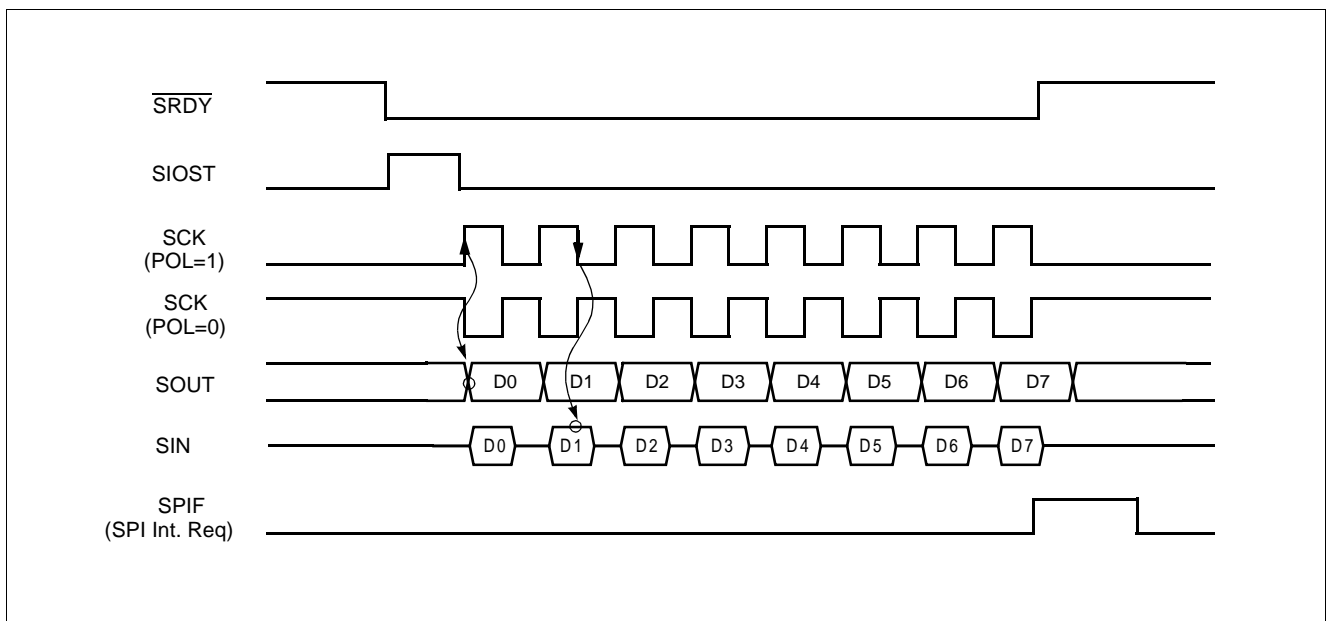 SRDY
SIOST
SCK
(POL=1)
SCK
(POL=0)
SOUT
D0 D1 D2 D3 D4 D5 D6 D7
SIN
D0 D1 D2 D3 D4 D5 D6 D7
SPIF
(SPI Int. Req)